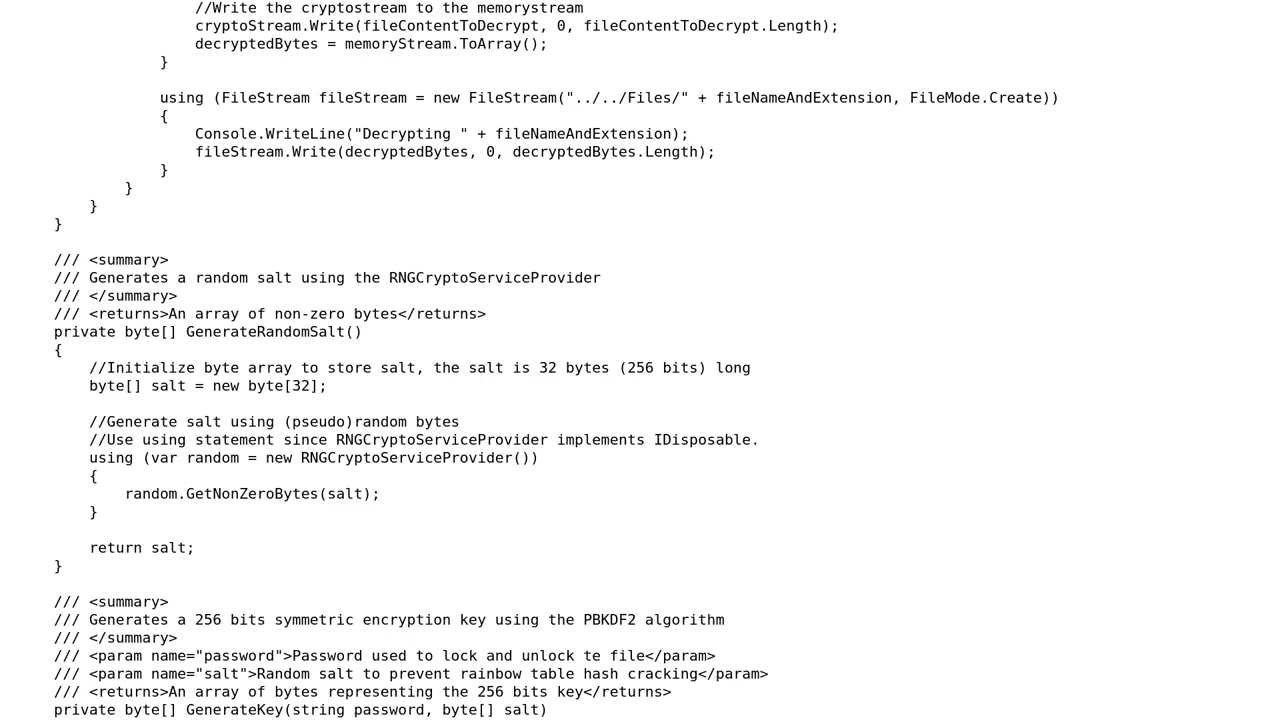 //Write the cryptostream to the memorystream
cryptoStream.Write(fileContentToDecrypt, 0, fileContentToDecrypt.Length);
decryptedBytes = memoryStream.ToArray();
}
using (FileStream fileStream = new FileStream("../../Files/" + fileNameAndExtension, FileMode.Create))
{
Console.WriteLine("Decrypting " + fileNameAndExtension);
fileStream.Write(decryptedBytes, 0, decryptedBytes.Length);
}
}
}
}
/// <summary>
/// Generates a random salt using the RNGCryptoServiceProvider
/// </summary>
/// <returns>An array of non-zero bytes</returns>
private byte[] GenerateRandomSalt()
{
//Initialize byte array to store salt, the salt is 32 bytes (256 bits) long
byte[] salt = new byte[32];
//Generate salt using (pseudo)random bytes
//Use using statement since RNGCryptoServiceProvider implements IDisposable.
using (var random = new RNGCryptoServiceProvider())
{
random.GetNonZeroBytes(salt);
}
return salt;
}
/// <summary>
/// Generates a 256 bits symmetric encryption key using the PBKDF2 algorithm
/// </summary>
/// <param name="password">Password used to lock and unlock te file</param>
/// <param name="salt">Random salt to prevent rainbow table hash cracking</param>
/// <returns>An array of bytes representing the 256 bits key</returns>
private byte[] GenerateKey(string password, byte[] salt)